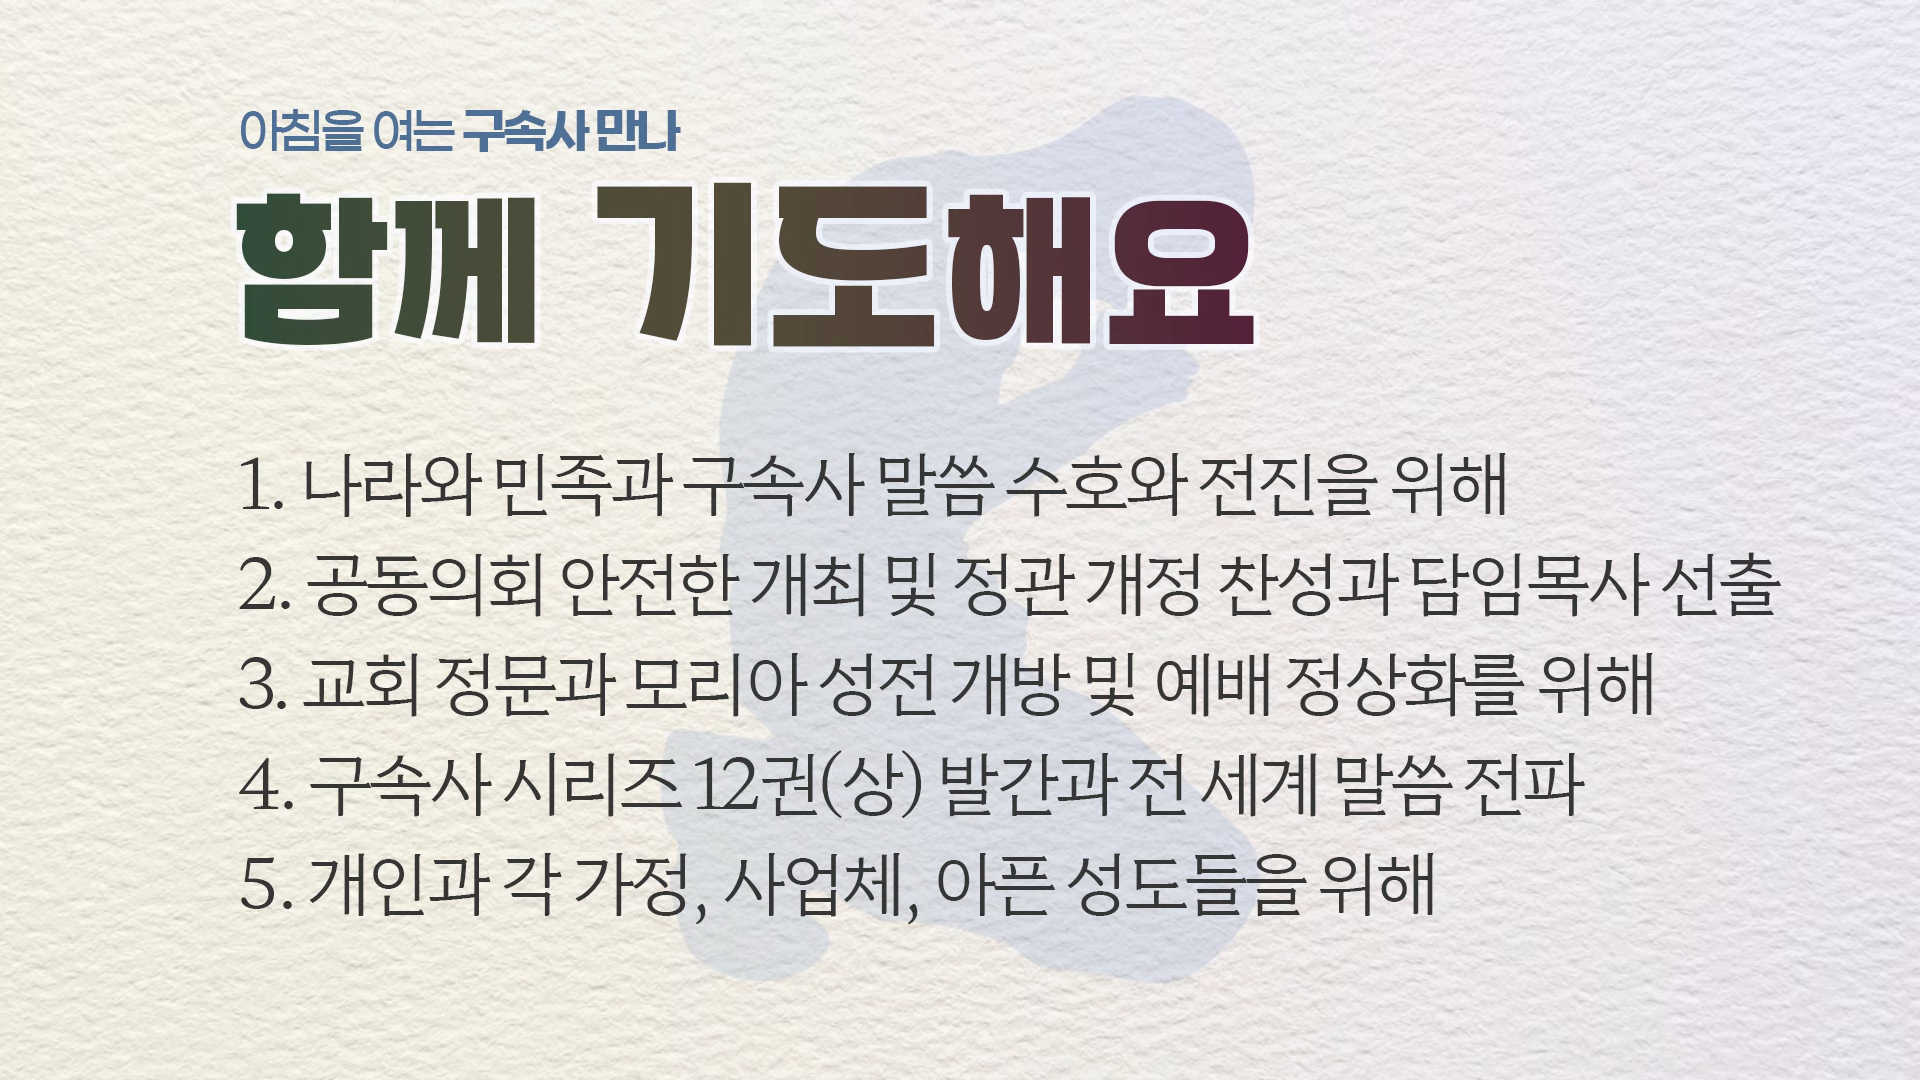 아침을 여는 구속사 만나
함께 기도해요
1. 나라와 민족과 구속사 말씀 수호와 전진을 위해
2. 공동의회 안전한 개최 및 정관 개정 찬성과 담임목사 선출
3. 교회 정문과 모리아 성전 개방 및 예배 정상화를 위해
4. 구속사 시리즈 12권(상) 발간과 전 세계 말씀 전파
5. 개인과 각 가정, 사업체, 아픈 성도들을 위해